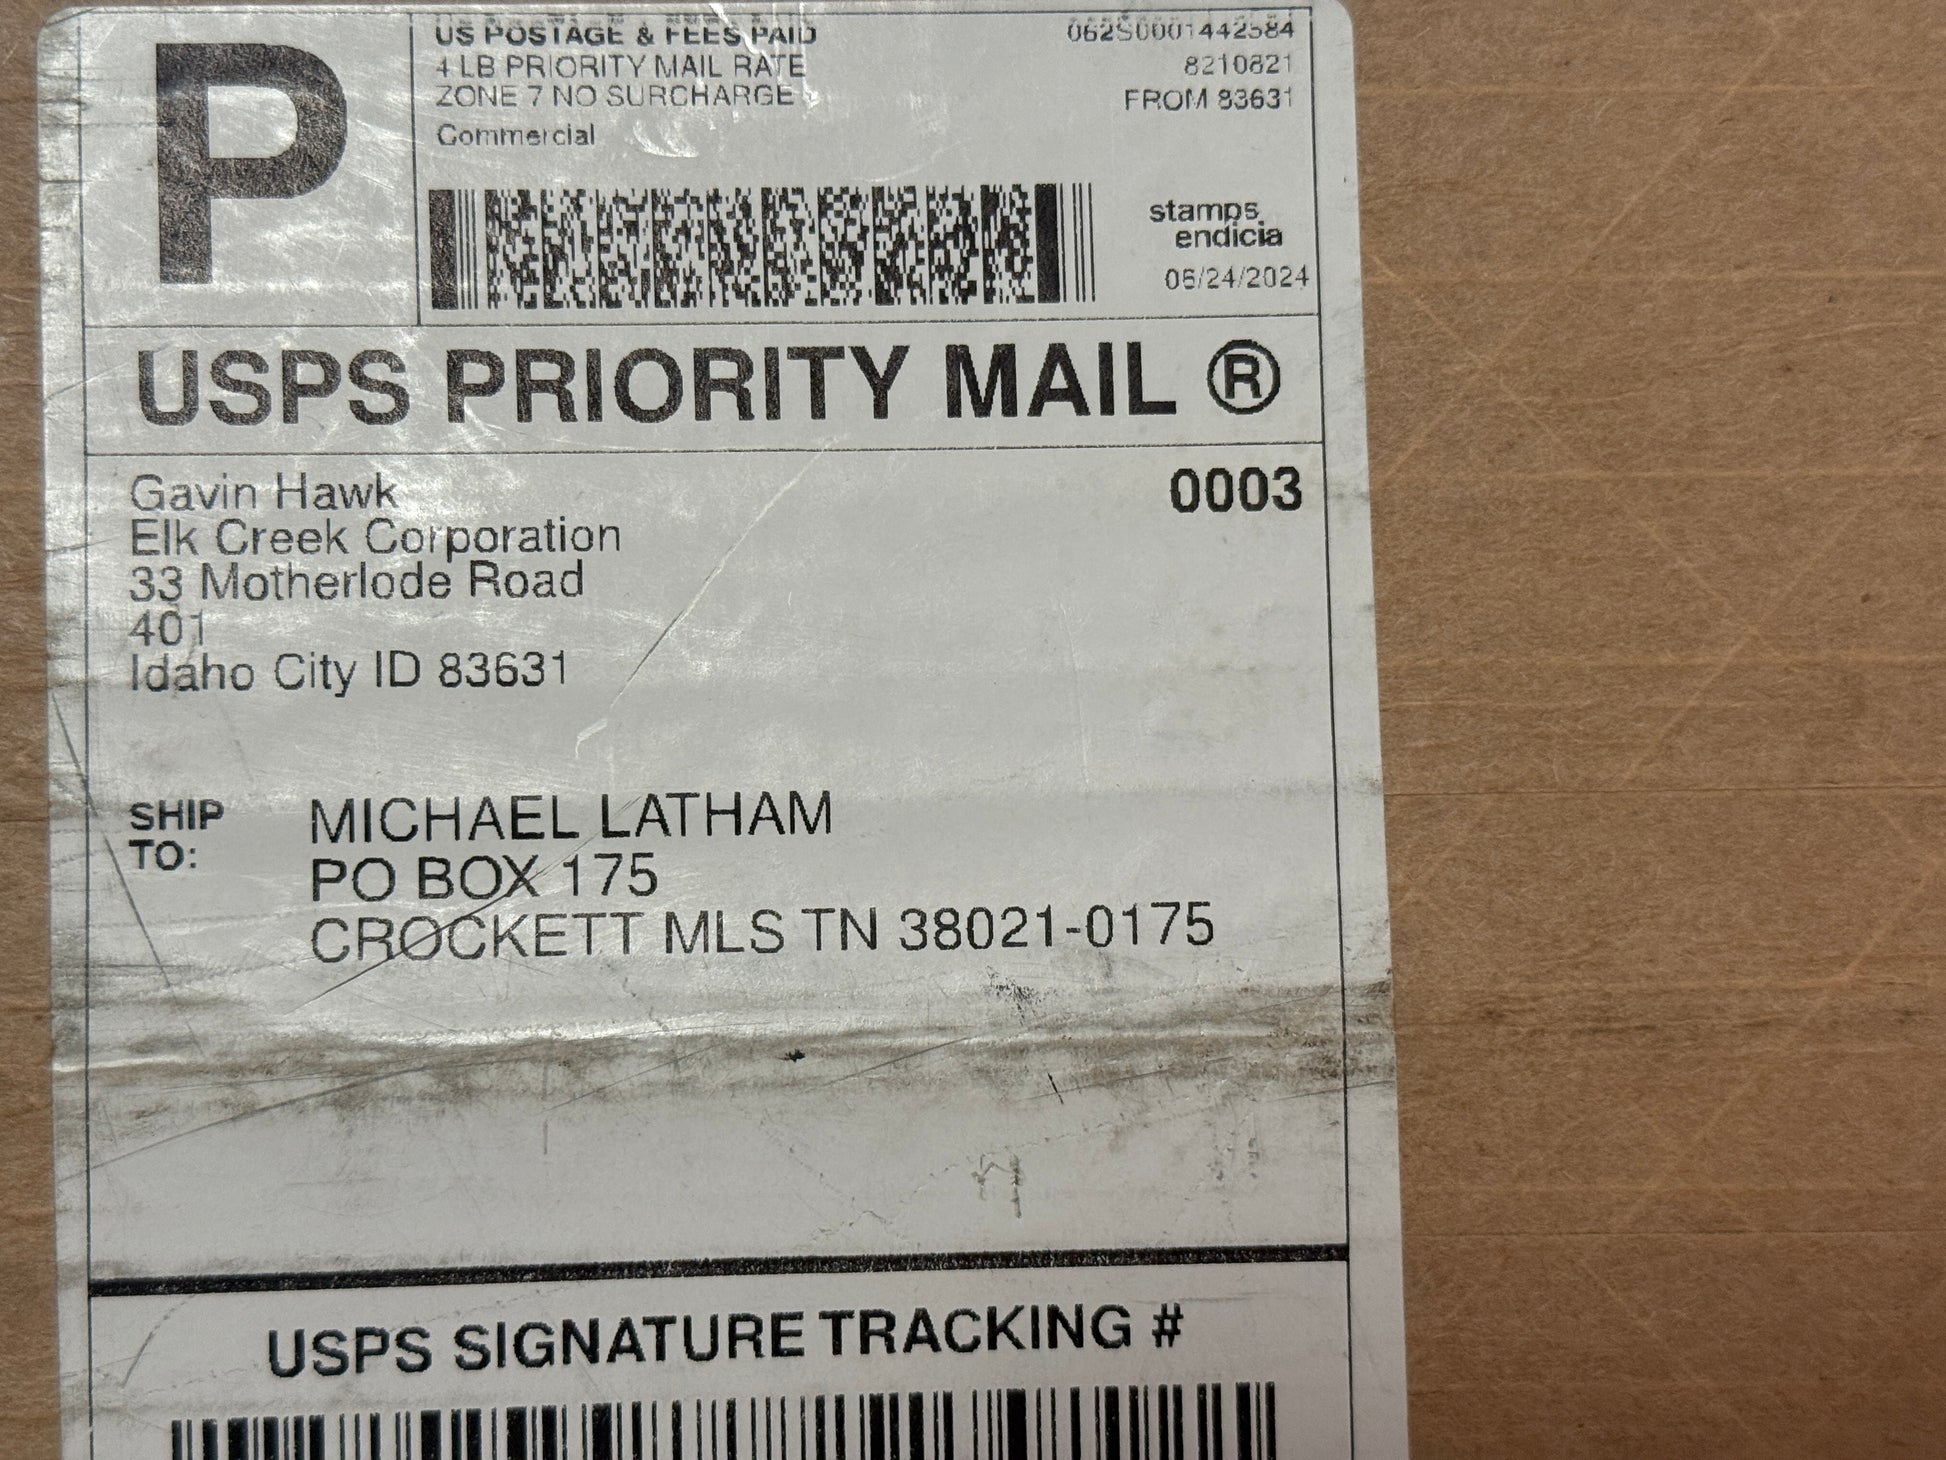 P
US POSTAGE & FEES PAID
4 LB PRIORITY MAIL RATE
ZONE 7 NO SURCHARGE
Commercial
062S0001442584
8210821
FROM 83631
stamps
endicia
06/24/2024
USPS PRIORITY MAIL ®
Gavin Hawk
Elk Creek Corporation
33 Motherlode Road
401
Idaho City ID 83631
0003
SHIP
TO:
MICHAEL LATHAM
PO BOX 175
CROCKETT MLS TN 38021-0175
USPS SIGNATURE TRACKING #